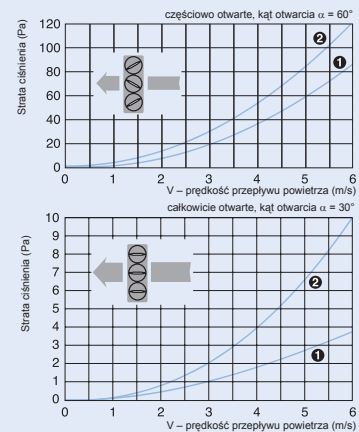 częściowo otwarte, kąt otwarcia α = 60°
Strata ciśnienia (Pa)
120
100
80
60
40
20
0
2
1
0 1 2 3 4 5 6
V – prędkość przepływu powietrza (m/s)
całkowicie otwarte, kąt otwarcia α = 30°
Strata ciśnienia (Pa)
10
9
8
7
6
5
4
3
2
1
0
2
1
0 1 2 3 4 5 6
V – prędkość przepływu powietrza (m/s)